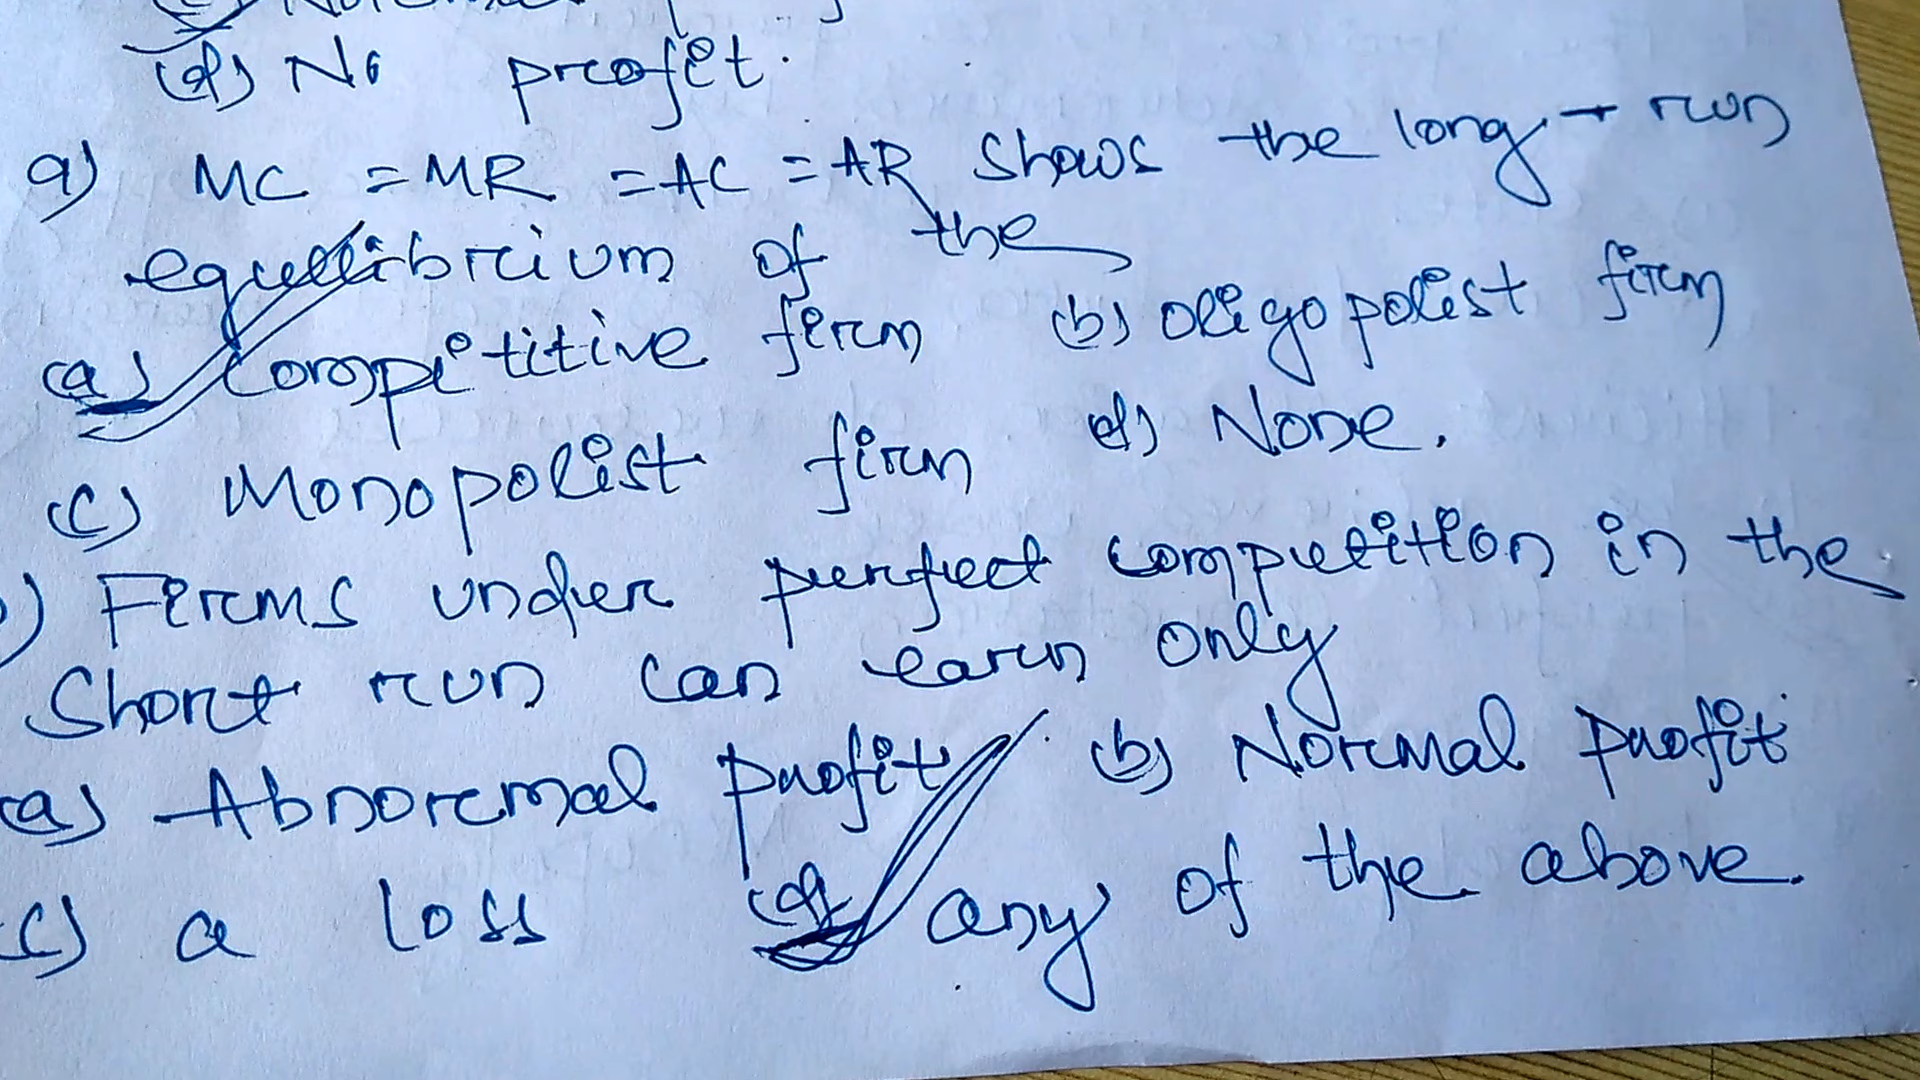 (d) No profit.
9) MC = MR = AC = AR shows the long-run
equilibrium of the
(a) Competitive firm (b) Oligopolist firm
(c) Monopolist firm d) None.
) Firms under perfect competition in the
Short run can earn only
(a) Abnormal profit (b) Normal profit
(c) a loss (d) any of the above.